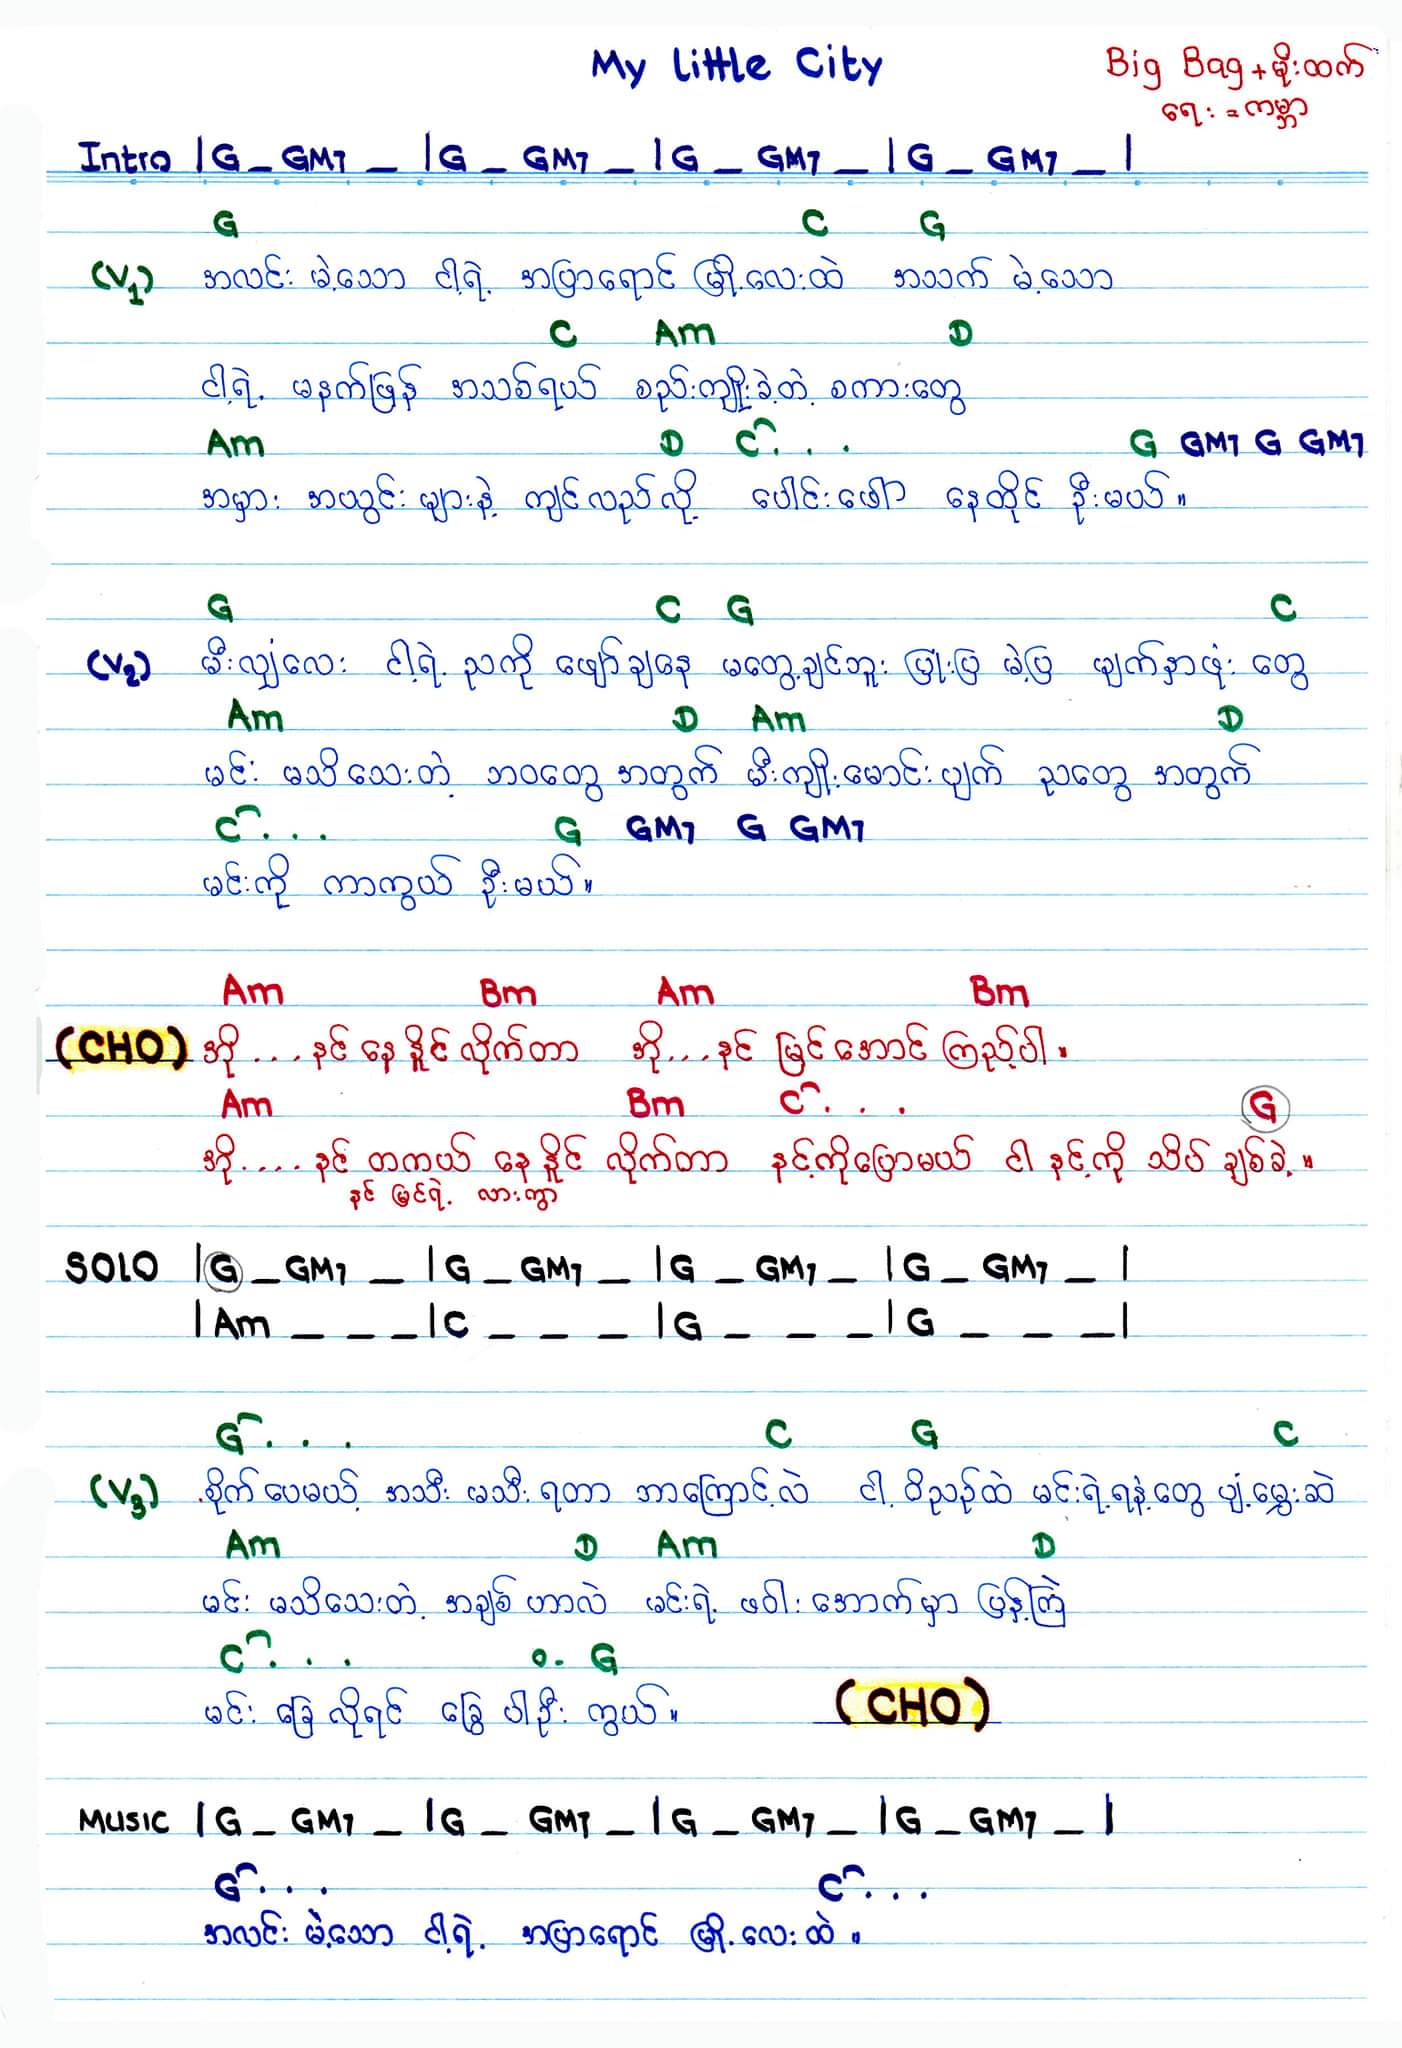 My Little City
Big Bag + မိုးထက်
ရေး = ကမ္ဘာ
Intro |G _ GM7 _ |G _ GM7 _ |G _ GM7 _ |G _ GM7 _ |
G C G
(V1) အလင်း မဲ့သော ငါ့ရဲ့ အပြာရောင် မြို့လေးထဲ အသက် မဲ့သော
C Am D
ငါ့ရဲ့ မနက်ဖြန် အသစ်ရယ် စည်းကျိုးခဲ့တဲ့ စကားတွေ
Am D C . . . G GM7 G GM7
အမှား အယွင်းများနဲ့ ကျင်လည်လို့ ပေါင်းဖေါ် နေထိုင် ဦးမယ်။
G C G C
(V2) မီးလျှံလေး ငါ့ရဲ့ ညကို ဖျော်ချနေ မတွေ့ချင်ဘူး ပြုံးပြ မဲ့ပြ မျက်နှာဖုံး တွေ
Am D Am D
မင်း မသိသေးတဲ့ ဘဝတွေ အတွက် မီးကျိုးမောင်းပျက် ညတွေ အတွက်
C . . . G GM7 G GM7
မင်းကို ကာကွယ် ဦးမယ်။
Am Bm Am Bm
(CHO) အို . . . နင် နေနိူင် လိုက်တာ အို . . . နင် မြင်အောင် ကြည့်ပါ။
Am Bm C . . . G
အို . . . . နင် တကယ် နေနိူင် လိုက်တာ နင့်ကိုပြောမယ် ငါ နင့်ကို သိပ် ချစ်ခဲ့။
နင် မြင်ရဲ့ လားကွာ
SOLO |G _ GM7 _ |G _ GM7 _ |G _ GM7 _ |G _ GM7 _ |
|Am _ _ _ |C _ _ _ |G _ _ _ |G _ _ _ |
G . . . C G C
(V3) စိုက်ပေမယ့် အသီး မသီးရတာ ဘာကြောင့်လဲ ငါ့ ဝိညာဉ်ထဲ မင်းရဲ့ရနံ့တွေ ပျံ့မွှေးဆဲ
Am D Am D
မင်း မသိသေးတဲ့ အချစ် ဟာလဲ မင်းရဲ့ ဖဝါးအောက်မှာ ပြန့်ကြဲ
C . . . o. G
မင်း ခြွေလိုရင် ခြွေ ပါဦး ကွယ်။ (CHO)
MUSIC |G _ GM7 _ |G _ GM7 _ |G _ GM7 _ |G _ GM7 _ |
G . . . C . . .
အလင်း မဲ့သော ငါ့ရဲ့ အပြာရောင် မြို့လေးထဲ။